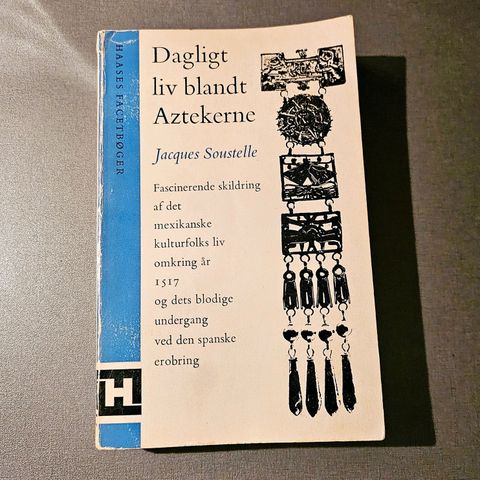 HAASES FACETBØGER
Dagligt
liv blandt
Aztekerne
Jacques Soustelle
Fascinerende skildring
af det
mexikanske
kulturfolks liv
omkring år
1517
og dets blodige
undergang
ved den spanske
erobring
H